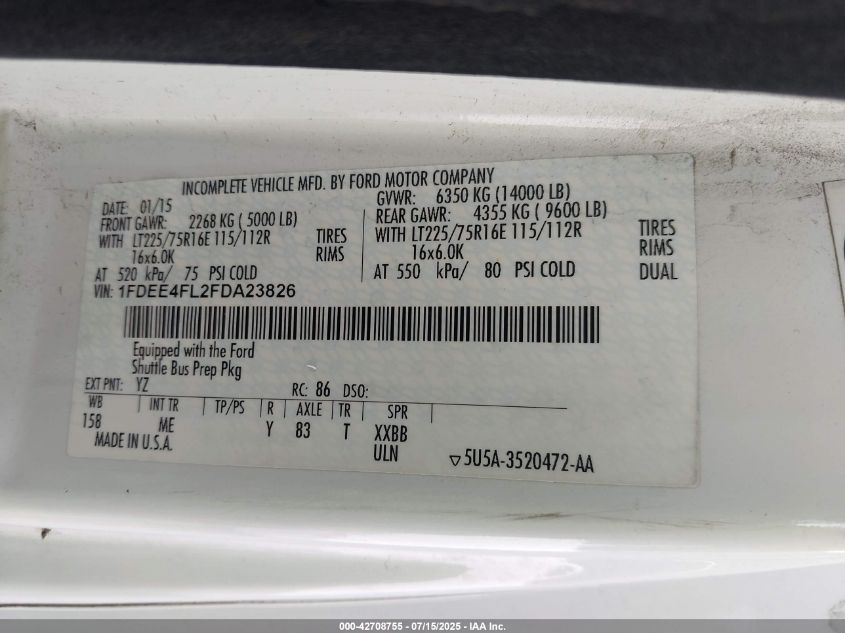 INCOMPLETE VEHICLE MFD. BY FORD MOTOR COMPANY
DATE: 01/15 GVWR: 6350 KG (14000 LB)
FRONT GAWR: 2268 KG ( 5000 LB) REAR GAWR: 4355 KG ( 9600 LB)
WITH LT225/75R16E 115/112R TIRES WITH LT225/75R16E 115/112R TIRES
16x6.0K RIMS 16x6.0K RIMS
AT 520 kPa/ 75 PSI COLD AT 550 kPa/ 80 PSI COLD DUAL
VIN: 1FDEE4FL2FDA23826
Equipped with the Ford
Shuttle Bus Prep Pkg
EXT PNT: YZ RC: 86 DSO:
WB INT TR TP/PS R AXLE TR SPR
158 ME Y 83 T XXBB
MADE IN U.S.A. ULN ▽5U5A-3520472-AA
000-42708755 - 07/15/2025 - IAA Inc.